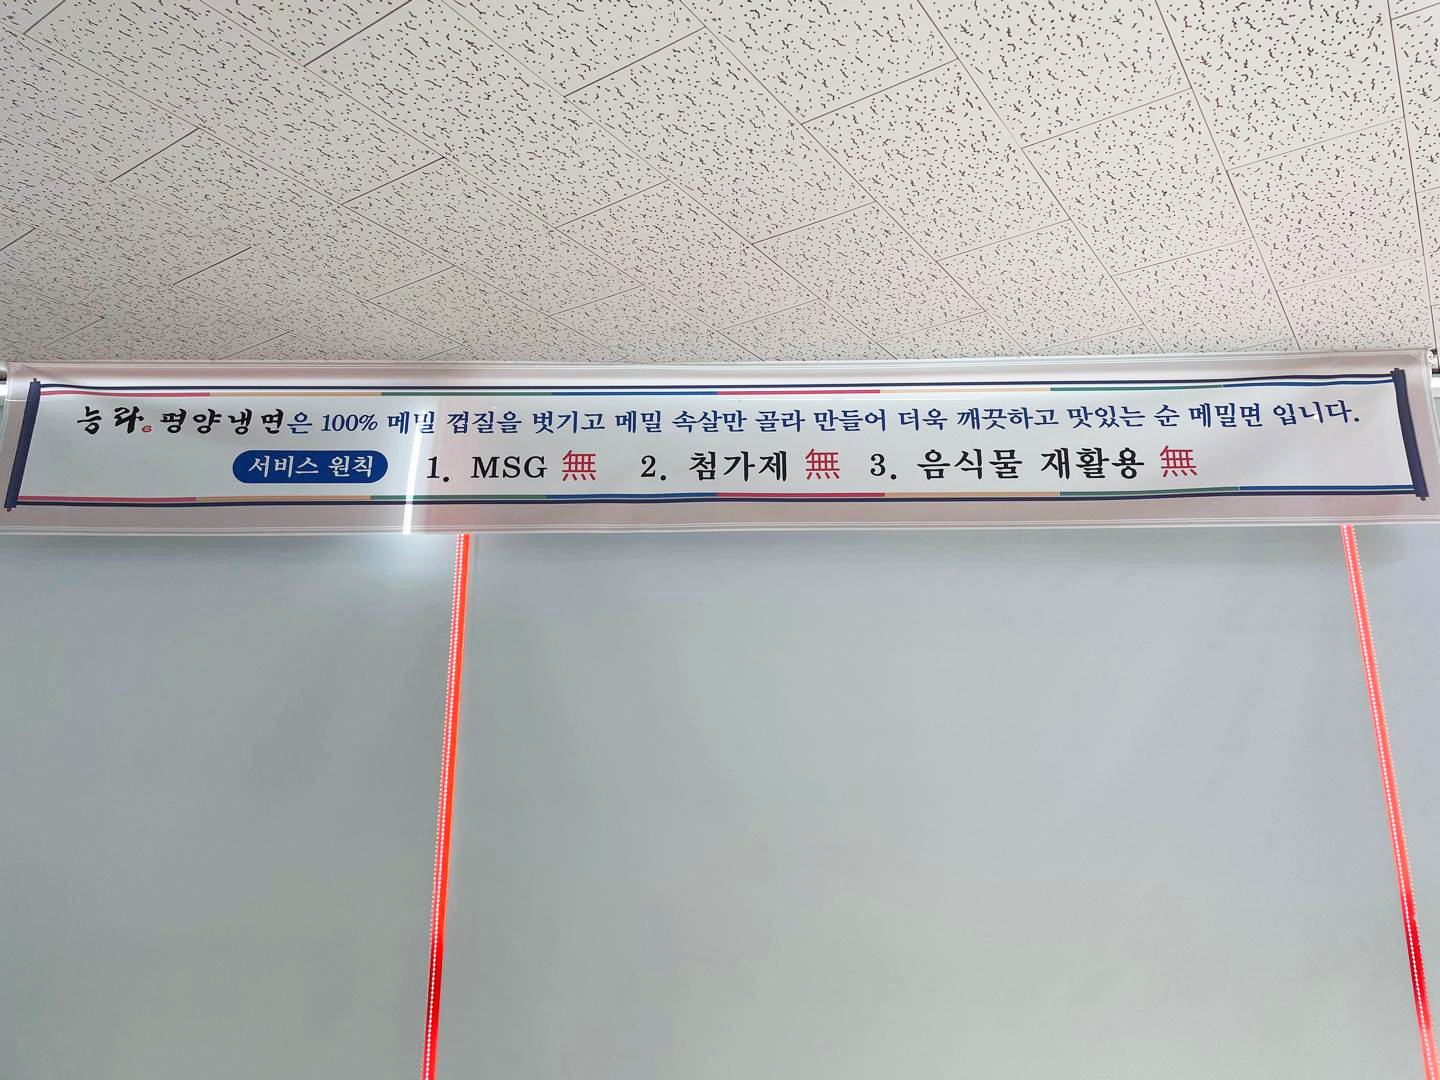 능라. 평양냉면은 100% 메밀 껍질을 벗기고 메밀 속살만 골라 만들어 더욱 깨끗하고 맛있는 순 메밀면 입니다.
서비스 원칙 1. MSG 無 2. 첨가제 無 3. 음식물 재활용 無